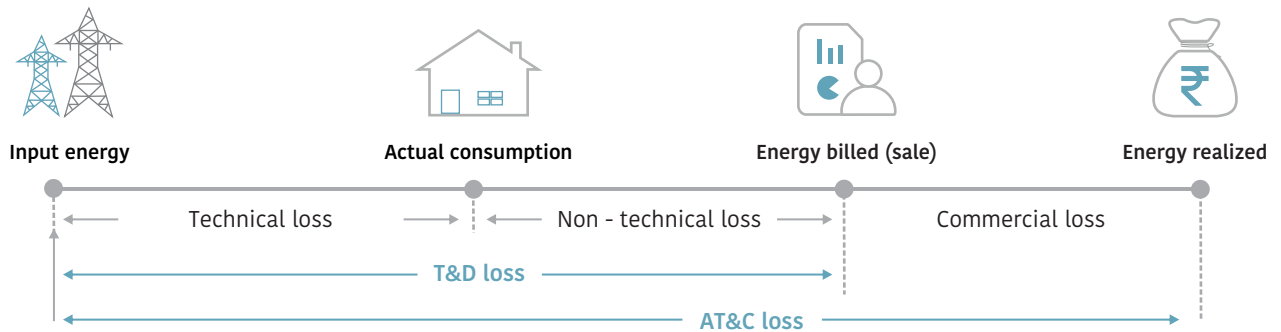 ₹
Input energy
Actual consumption
Energy billed (sale)
Energy realized
Technical loss
Non - technical loss
Commercial loss
T&D loss
AT&C loss